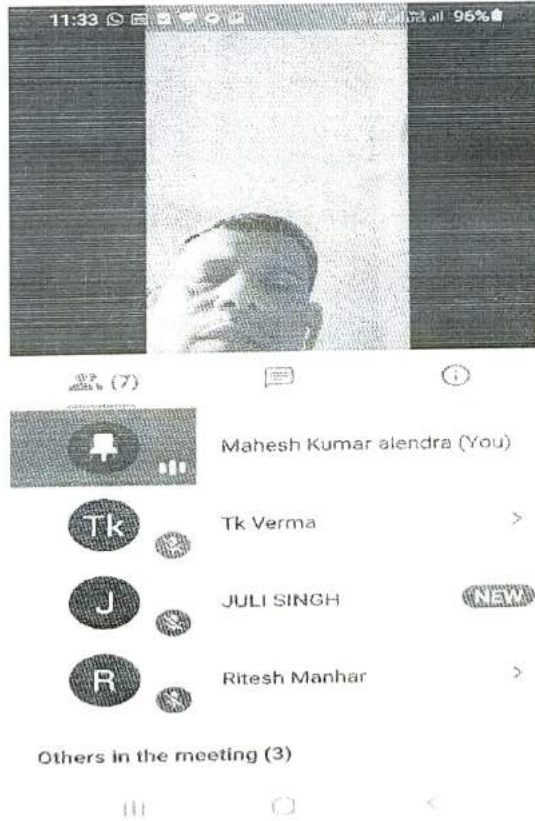 11:33
96%
(7)
Mahesh Kumar alendra (You)
Tk
Tk Verma
J
JULI SINGH
NEW
R
Ritesh Manhar
Others in the meeting (3)